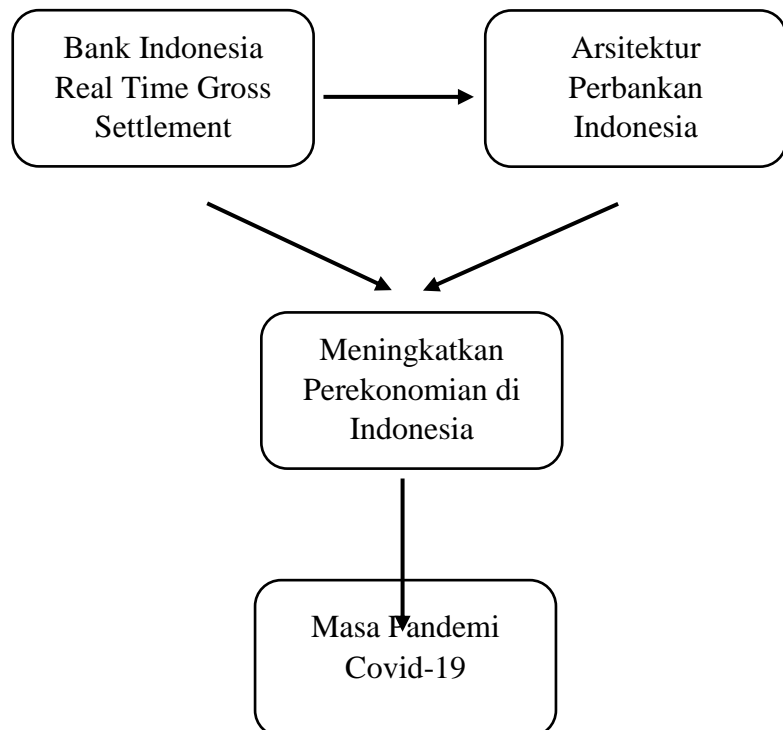 Bank Indonesia
Real Time Gross
Settlement
Arsitektur
Perbankan
Indonesia
Meningkatkan
Perekonomian di
Indonesia
Masa Pandemi
Covid-19